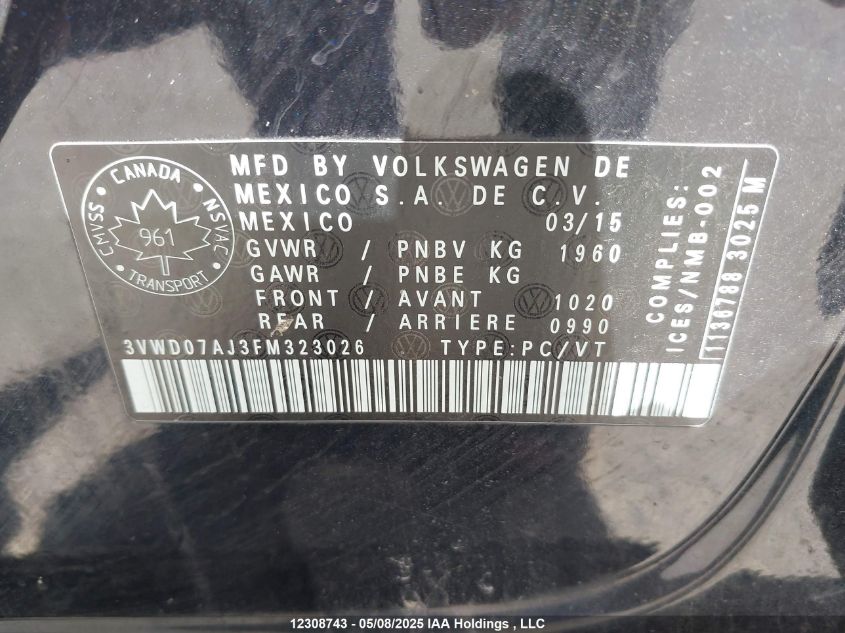 CANADA
CMVSS
NSVAC
961
TRANSPORT
MFD BY VOLKSWAGEN DE
MEXICO S.A. DE C.V.
MEXICO 03/15
GVWR / PNBV KG 1960
GAWR / PNBE KG
FRONT / AVANT 1020
REAR / ARRIERE 0990
3VWD07AJ3FM323026 TYPE:PC/VT
COMPLIES:
ICES/NMB-002
1136788 3025 M
12308743 - 05/08/2025 IAA Holdings , LLC